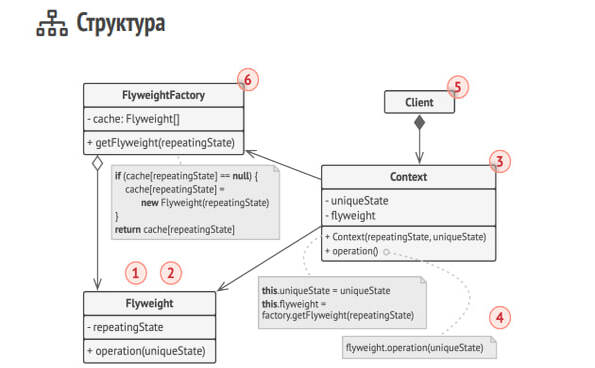 Структура
6
FlyweightFactory
- cache: Flyweight[]
+ getFlyweight(repeatingState)
if (cache[repeatingState] == null) {
cache[repeatingState] =
new Flyweight(repeatingState)
}
return cache[repeatingState]
5
Client
3
Context
- uniqueState
- flyweight
+ Context(repeatingState, uniqueState)
+ operation()
1
2
Flyweight
- repeatingState
+ operation(uniqueState)
this.uniqueState = uniqueState
this.flyweight =
factory.getFlyweight(repeatingState)
4
flyweight.operation(uniqueState)